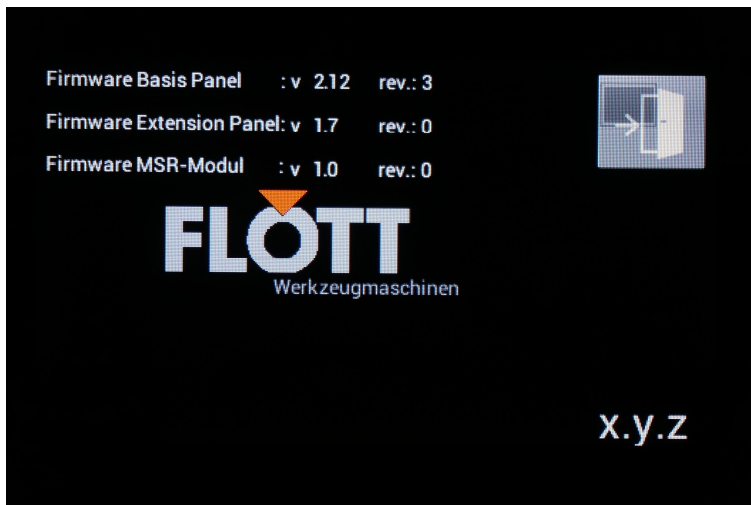 Firmware Basis Panel : v 2.12 rev.: 3
Firmware Extension Panel: v 1.7 rev.: 0
Firmware MSR-Modul : v 1.0 rev.: 0
FLOTT
Werkzeugmaschinen
x.y.z